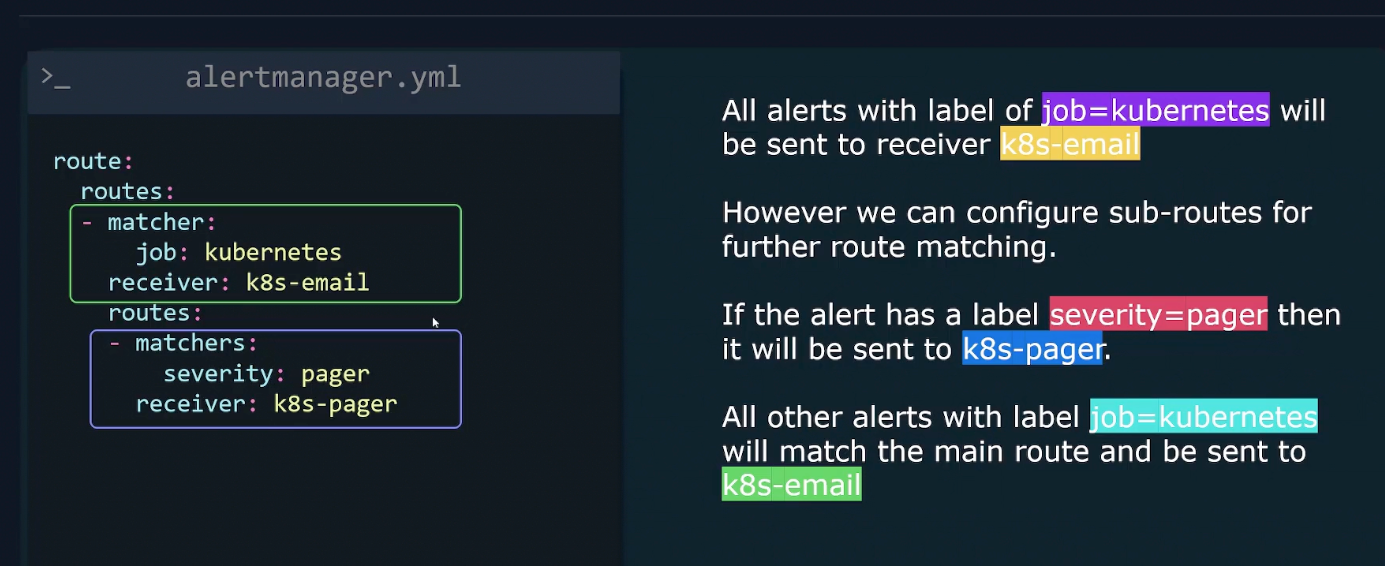 >_ alertmanager.yml
route:
routes:
- matcher:
job: kubernetes
receiver: k8s-email
routes:
- matchers:
severity: pager
receiver: k8s-pager
All alerts with label of job=kubernetes will
be sent to receiver k8s-email
However we can configure sub-routes for
further route matching.
If the alert has a label severity=pager then
it will be sent to k8s-pager.
All other alerts with label job=kubernetes
will match the main route and be sent to
k8s-email